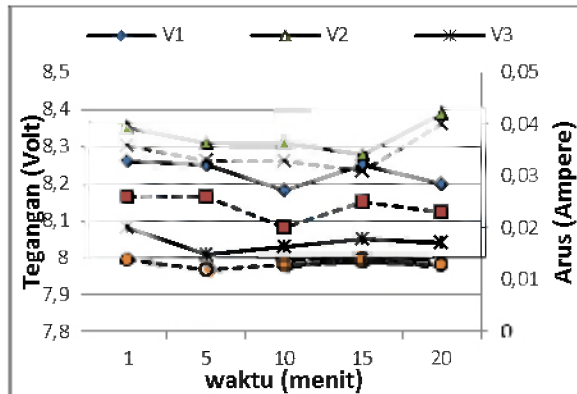 V1 V2 V3
8,5 0,05
8,4 0,04
8,3 0,03
8,2 0,02
8,1 0,01
8 0
7,9
7,8
Tegangan (Volt)
Arus (Ampere)
1 5 10 15 20
waktu (menit)